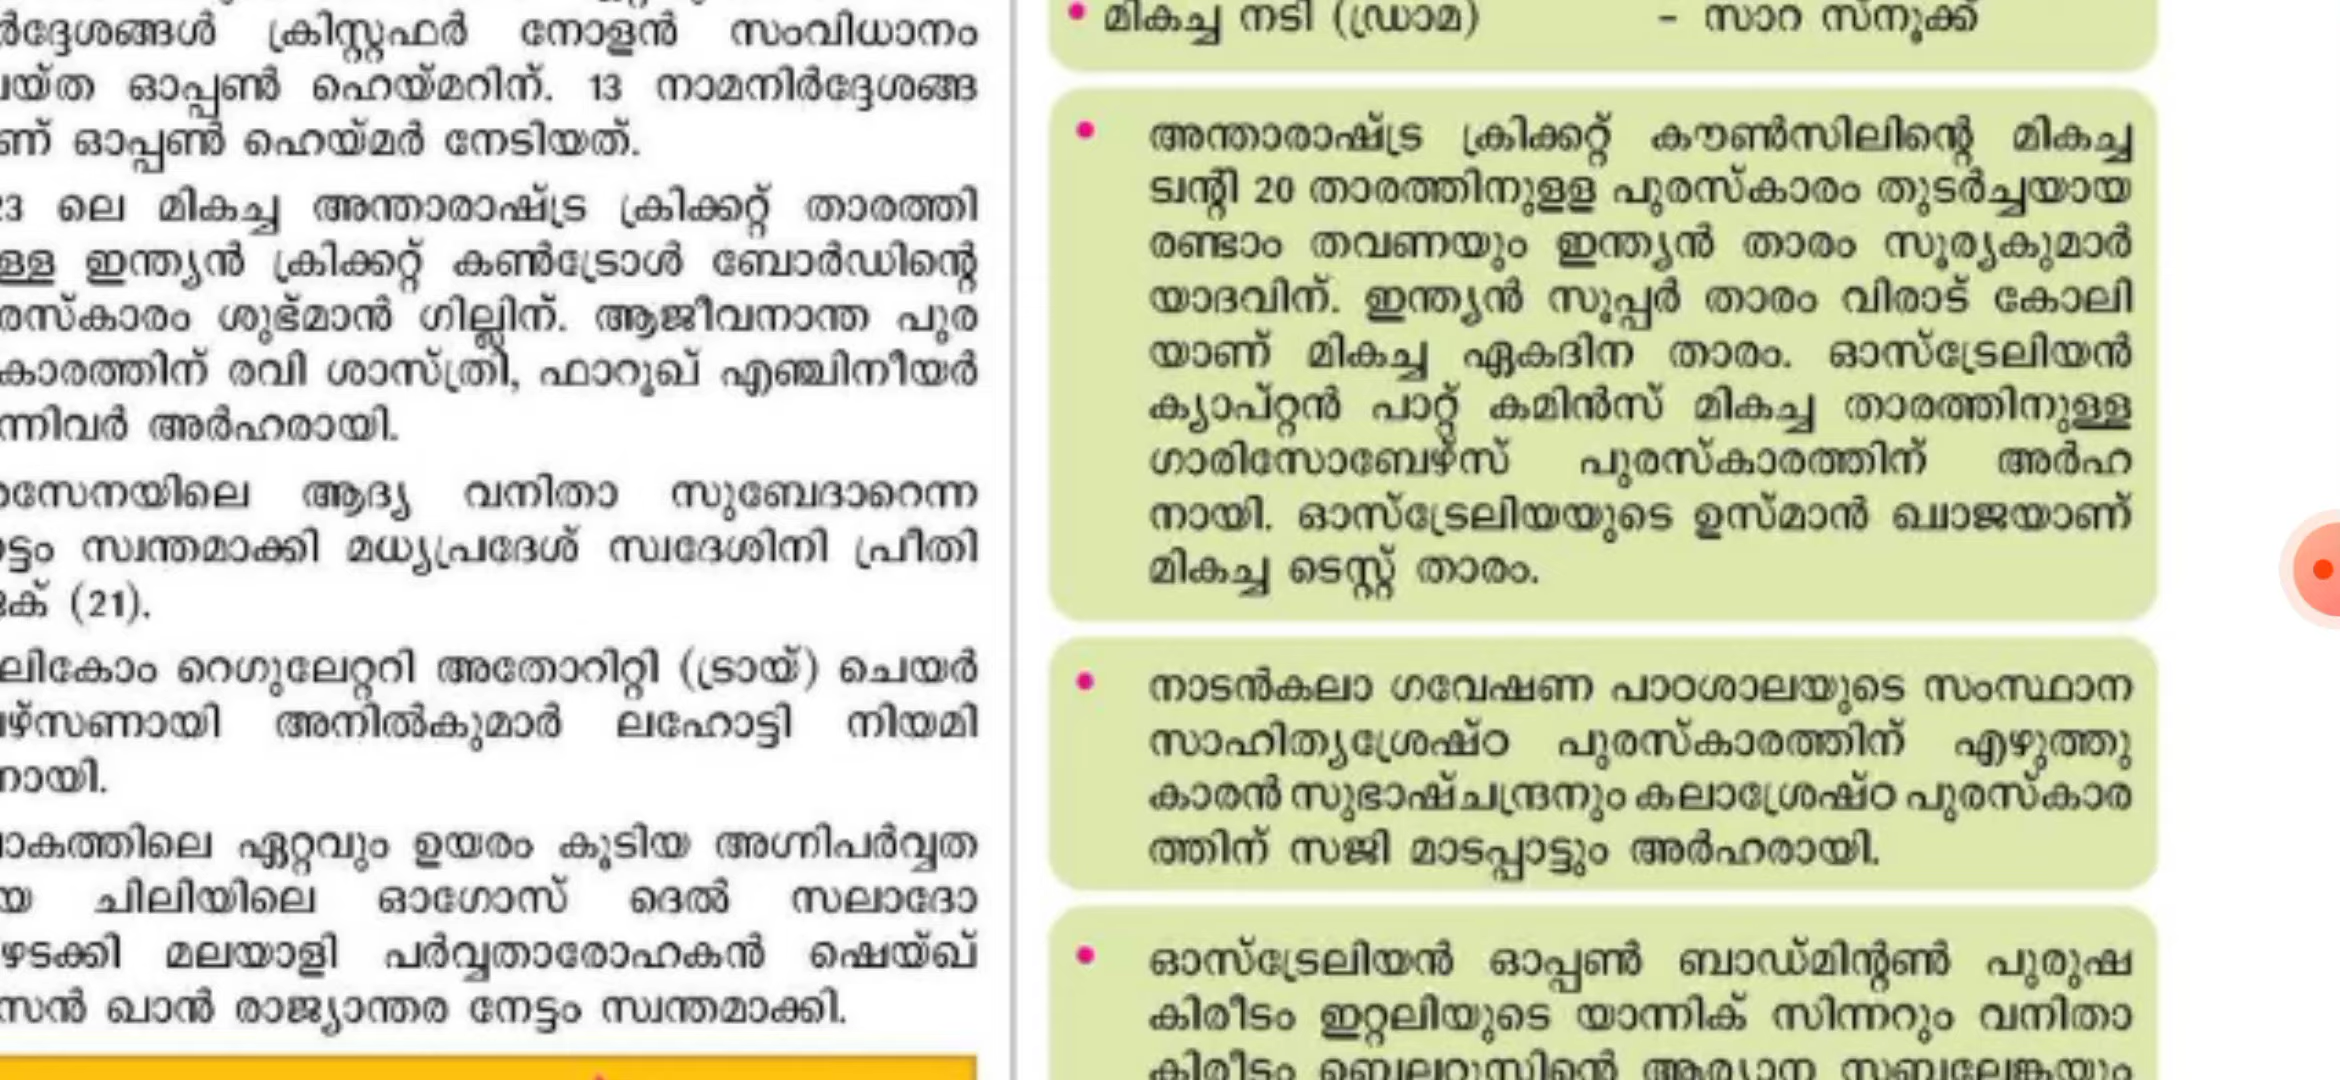 നിർദ്ദേശങ്ങൾ ക്രിസ്റ്റഫർ നോളൻ സംവിധാനം
ചെയ്ത ഓപ്പൺ ഹെയ്മറിന്. 13 നാമനിർദ്ദേശങ്ങ
ണ് ഓപ്പൺ ഹെയ്മർ നേടിയത്.
23 ലെ മികച്ച അന്താരാഷ്ട്ര ക്രിക്കറ്റ് താരത്തി
ള്ള ഇന്ത്യൻ ക്രിക്കറ്റ് കൺട്രോൾ ബോർഡിന്റെ
രസ്കാരം ശുഭ്മാൻ ഗില്ലിന്. ആജീവനാന്ത പുര
കാരത്തിന് രവി ശാസ്ത്രി, ഫാറൂഖ് എഞ്ചിനീയർ
ന്നിവർ അർഹരായി.
രസേനയിലെ ആദ്യ വനിതാ സുബേദാറെന്ന
ട്ടം സ്വന്തമാക്കി മധ്യപ്രദേശ് സ്വദേശിനി പ്രീതി
ക് (21).
ലികോം റെഗുലേറ്ററി അതോറിറ്റി (ട്രായ്) ചെയർ
ഴ്സണായി അനിൽകുമാർ ലഹോട്ടി നിയമി
നായി.
ാകത്തിലെ ഏറ്റവും ഉയരം കൂടിയ അഗ്നിപർവ്വത
യ ചിലിയിലെ ഓഗോസ് ദെൽ സലാദോ
ഴടക്കി മലയാളി പർവ്വതാരോഹകൻ ഷെയ്ഖ്
സൻ ഖാൻ രാജ്യാന്തര നേട്ടം സ്വന്തമാക്കി.
• മികച്ച നടി (ഡ്രാമ) - സാറ സ്നൂക്ക്
• അന്താരാഷ്ട്ര ക്രിക്കറ്റ് കൗൺസിലിന്റെ മികച്ച
ട്വന്റി 20 താരത്തിനുളള പുരസ്കാരം തുടർച്ചയായ
രണ്ടാം തവണയും ഇന്ത്യൻ താരം സൂര്യകുമാർ
യാദവിന്. ഇന്ത്യൻ സൂപ്പർ താരം വിരാട് കോലി
യാണ് മികച്ച ഏകദിന താരം. ഓസ്ട്രേലിയൻ
ക്യാപ്റ്റൻ പാറ്റ് കമിൻസ് മികച്ച താരത്തിനുള്ള
ഗാരിസോബേഴ്സ് പുരസ്കാരത്തിന് അർഹ
നായി. ഓസ്ട്രേലിയയുടെ ഉസ്മാൻ ഖ്വാജയാണ്
മികച്ച ടെസ്റ്റ് താരം.
• നാടൻകലാ ഗവേഷണ പാഠശാലയുടെ സംസ്ഥാന
സാഹിത്യശ്രേഷ്ഠ പുരസ്കാരത്തിന് എഴുത്തു
കാരൻ സുഭാഷ്ചന്ദ്രനും കലാശ്രേഷ്ഠ പുരസ്കാര
ത്തിന് സജി മാടപ്പാട്ടും അർഹരായി.
• ഓസ്ട്രേലിയൻ ഓപ്പൺ ബാഡ്മിന്റൺ പുരുഷ
കിരീടം ഇറ്റലിയുടെ യാന്നിക് സിന്നറും വനിതാ
കിരീടം ബെലറൂസിന്റെ ആര്യാന സബലേങ്കയും